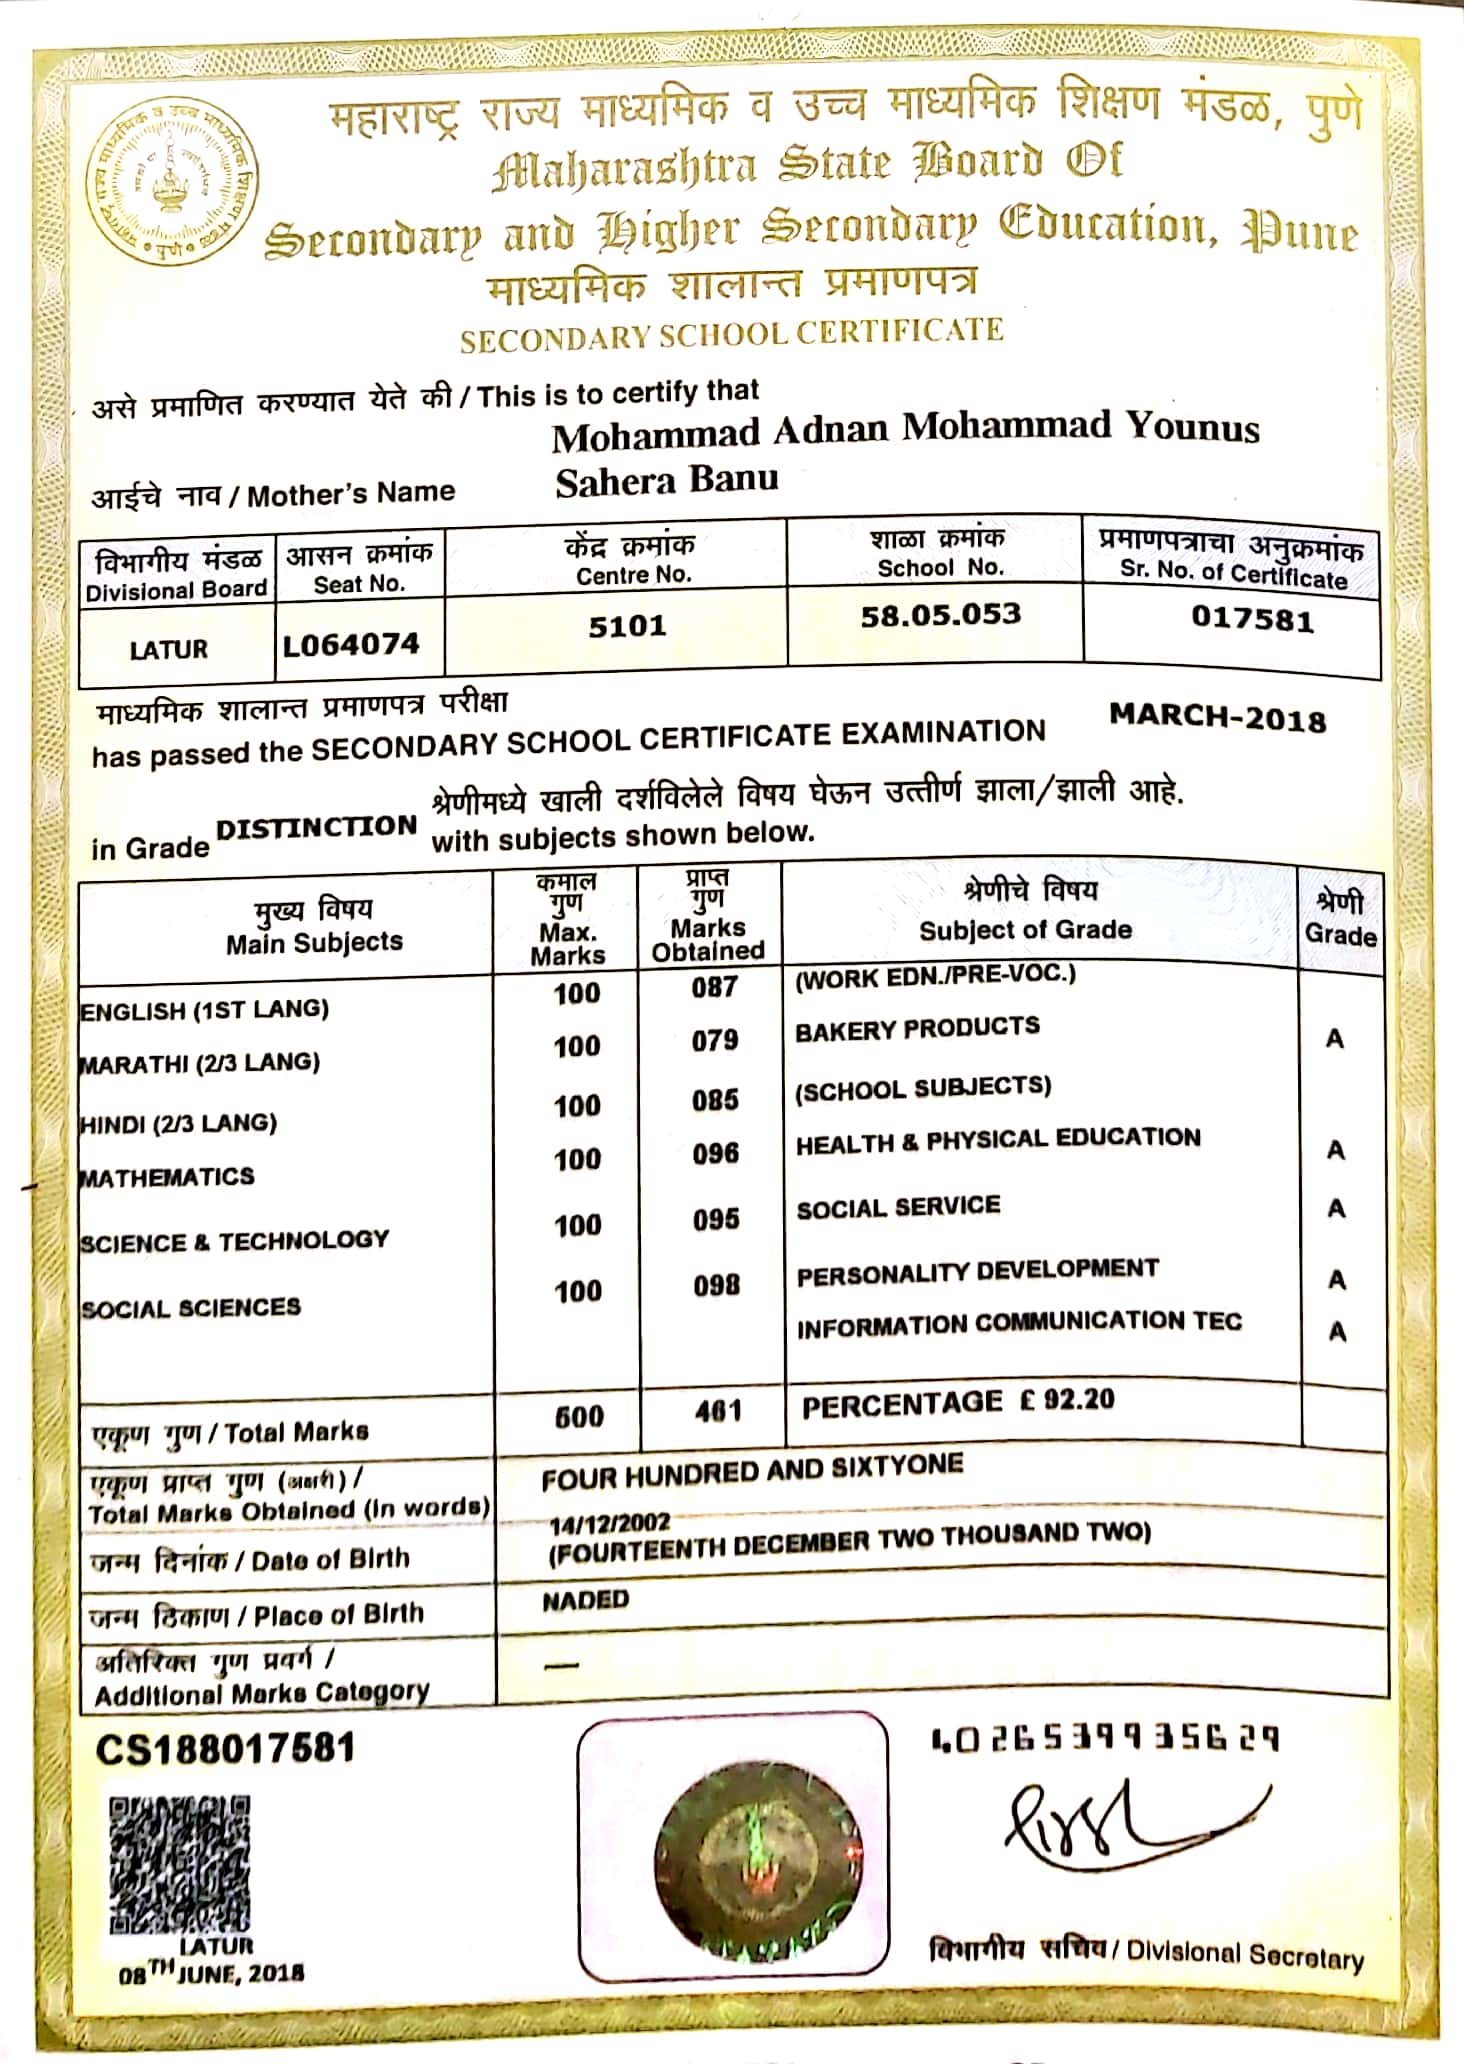 महाराष्ट्र राज्य माध्यमिक व उच्च माध्यमिक शिक्षण मंडळ, पुणे
Maharashtra State Board Of
Secondary and Higher Secondary Education, Pune
माध्यमिक शालान्त प्रमाणपत्र
SECONDARY SCHOOL CERTIFICATE
असे प्रमाणित करण्यात येते की / This is to certify that
Mohammad Adnan Mohammad Younus
आईचे नाव / Mother's Name Sahera Banu
विभागीय मंडळ आसन क्रमांक केंद्र क्रमांक शाळा क्रमांक प्रमाणपत्राचा अनुक्रमांक
Divisional Board Seat No. Centre No. School No. Sr. No. of Certificate
LATUR L064074 5101 58.05.053 017581
माध्यमिक शालान्त प्रमाणपत्र परीक्षा
has passed the SECONDARY SCHOOL CERTIFICATE EXAMINATION MARCH-2018
श्रेणीमध्ये खाली दर्शविलेले विषय घेऊन उत्तीर्ण झाला/झाली आहे.
in Grade DISTINCTION with subjects shown below.
मुख्य विषय कमाल गुण प्राप्त गुण श्रेणीचे विषय श्रेणी
Main Subjects Max. Marks Marks Obtained Subject of Grade Grade
ENGLISH (1ST LANG) 100 087 (WORK EDN./PRE-VOC.)
MARATHI (2/3 LANG) 100 079 BAKERY PRODUCTS A
HINDI (2/3 LANG) 100 085 (SCHOOL SUBJECTS)
MATHEMATICS 100 096 HEALTH & PHYSICAL EDUCATION A
SCIENCE & TECHNOLOGY 100 095 SOCIAL SERVICE A
SOCIAL SCIENCES 100 098 PERSONALITY DEVELOPMENT A
INFORMATION COMMUNICATION TEC A
एकूण गुण / Total Marks 500 461 PERCENTAGE £ 92.20
एकूण प्राप्त गुण (अक्षरी) /
Total Marks Obtained (in words) FOUR HUNDRED AND SIXTYONE
14/12/2002
जन्म दिनांक / Date of Birth (FOURTEENTH DECEMBER TWO THOUSAND TWO)
जन्म ठिकाण / Place of Birth NADED
अतिरिक्त गुण प्रवर्ग /
Additional Marks Category —
CS188017581
LATUR
08TH JUNE, 2018
विभागीय सचिव / Divisional Secretary